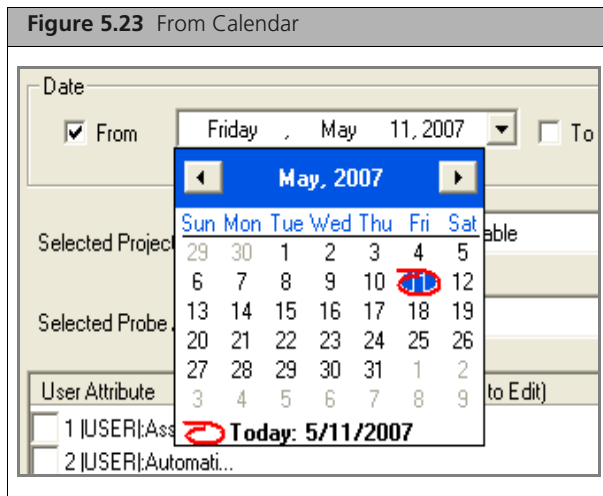 Figure 5.23 From Calendar
Date
From Friday , May 11, 2007 To
May, 2007
Sun Mon Tue Wed Thu Fri Sat
29 30 1 2 3 4 5
Selected Project able
6 7 8 9 10 11 12
13 14 15 16 17 18 19
Selected Probe
20 21 22 23 24 25 26
27 28 29 30 31 1 2
User Attribute to Edit)
3 4 5 6 7 8 9
1 |USER|:Ass
Today: 5/11/2007
2 |USER|:Automati...